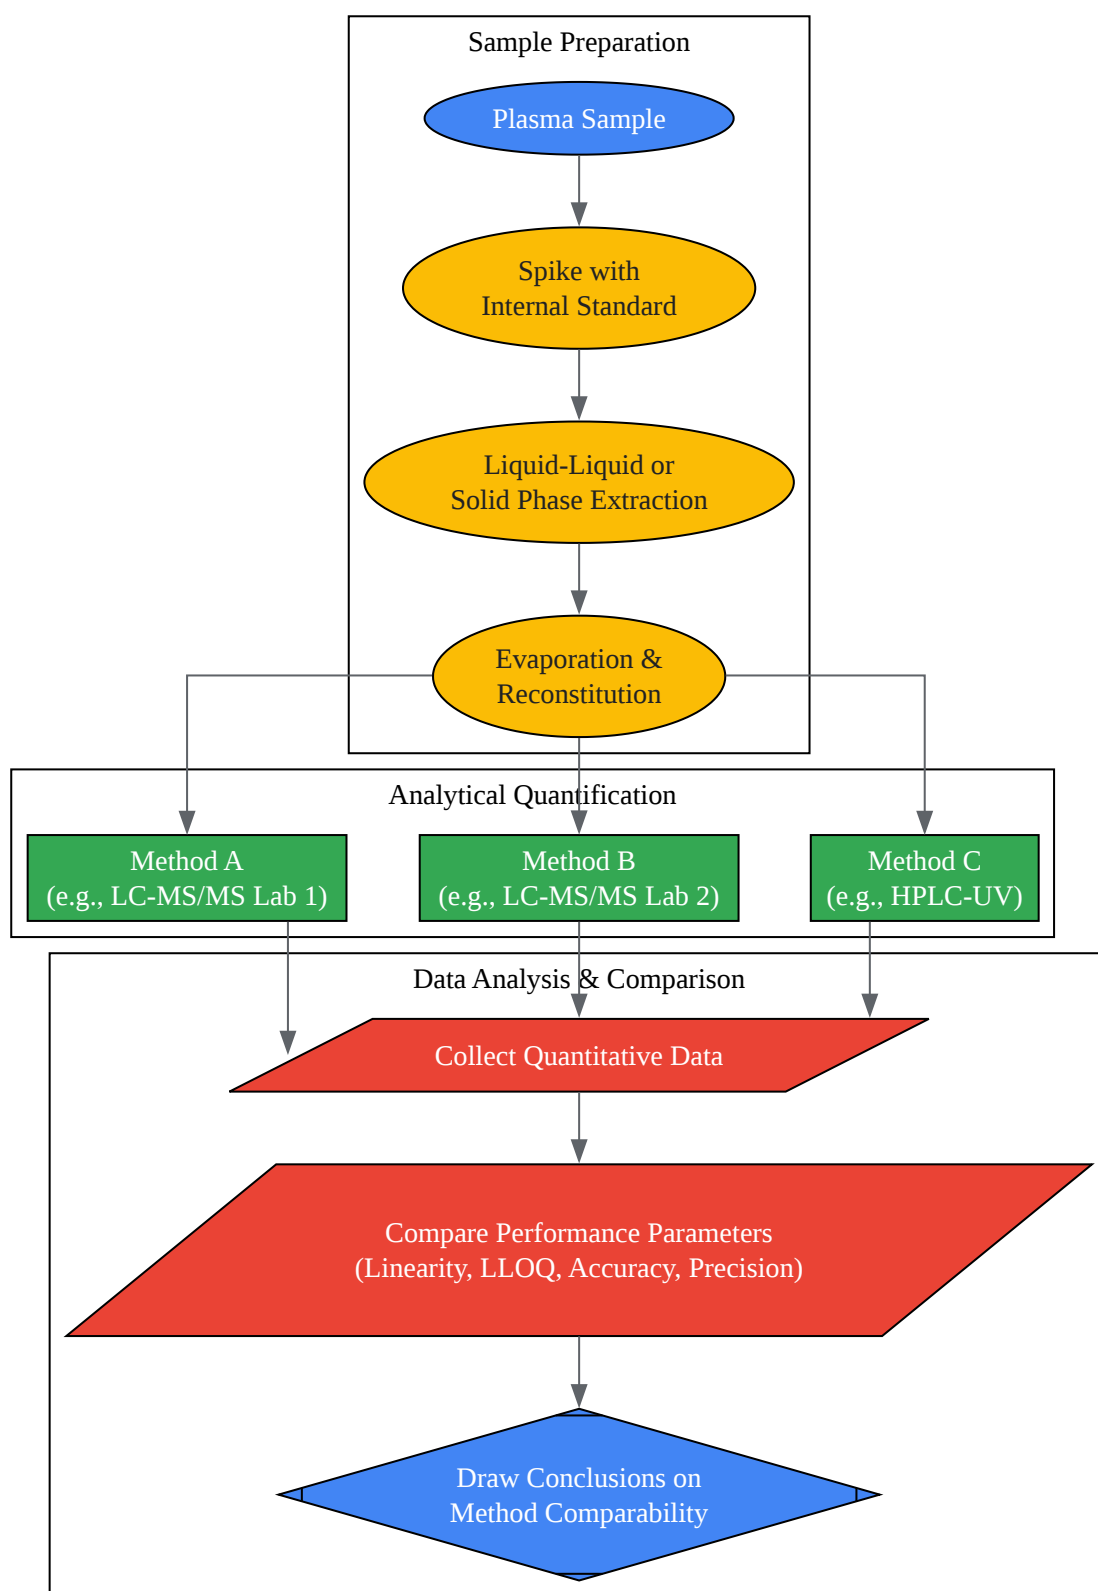 Sample Preparation
Plasma Sample
Spike with
Internal Standard
Liquid-Liquid or
Solid Phase Extraction
Evaporation &
Reconstitution
Analytical Quantification
Method A
(e.g., LC-MS/MS Lab 1)
Method B
(e.g., LC-MS/MS Lab 2)
Method C
(e.g., HPLC-UV)
Data Analysis & Comparison
Collect Quantitative Data
Compare Performance Parameters
(Linearity, LLOQ, Accuracy, Precision)
Draw Conclusions on
Method Comparability